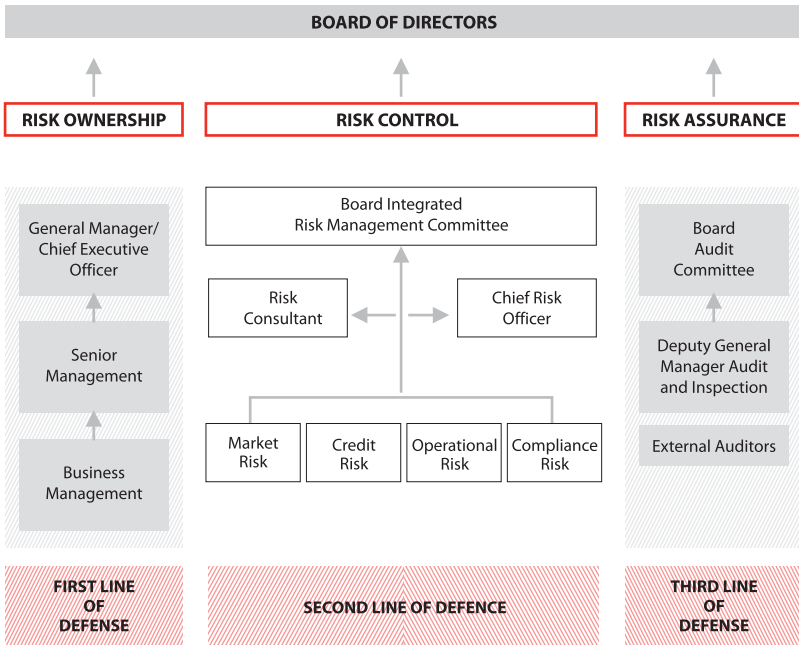 BOARD OF DIRECTORS
RISK OWNERSHIP
RISK CONTROL
RISK ASSURANCE
General Manager/
Chief Executive
Officer
Senior
Management
Business
Management
Board Integrated
Risk Management Committee
Risk
Consultant
Chief Risk
Officer
Market
Risk
Credit
Risk
Operational
Risk
Compliance
Risk
Board
Audit
Committee
Deputy General
Manager Audit
and Inspection
External Auditors
FIRST LINE
OF
DEFENSE
SECOND LINE OF DEFENCE
THIRD LINE
OF
DEFENSE